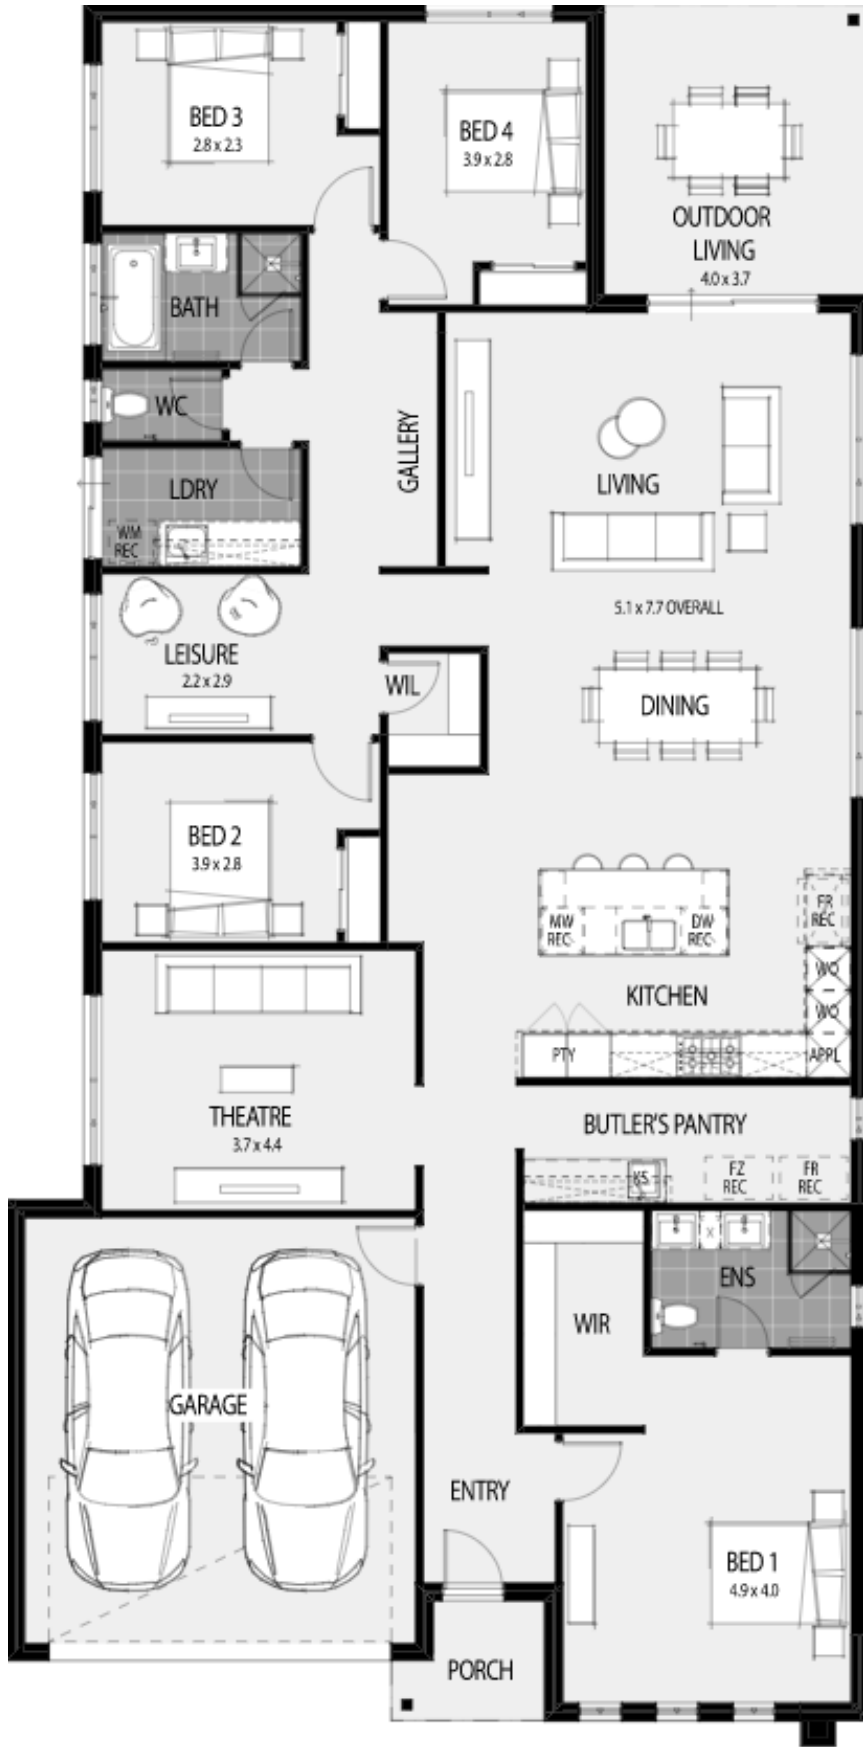 BED 3
2.8 x 2.3
BED 4
3.9 x 2.8
OUTDOOR
LIVING
4.0 x 3.7
BATH
WC
GALLERY
LIVING
LDRY
WM
REC
5.1 x 7.7 OVERALL
LEISURE
2.2 x 2.9
WIL
DINING
BED 2
3.9 x 2.8
MW
REC
DW
REC
FR
REC
WO
WO
KITCHEN
PTY
APPL
THEATRE
3.7 x 4.4
BUTLER'S PANTRY
KS
FZ
REC
FR
REC
ENS
X
WIR
GARAGE
ENTRY
BED 1
4.9 x 4.0
PORCH